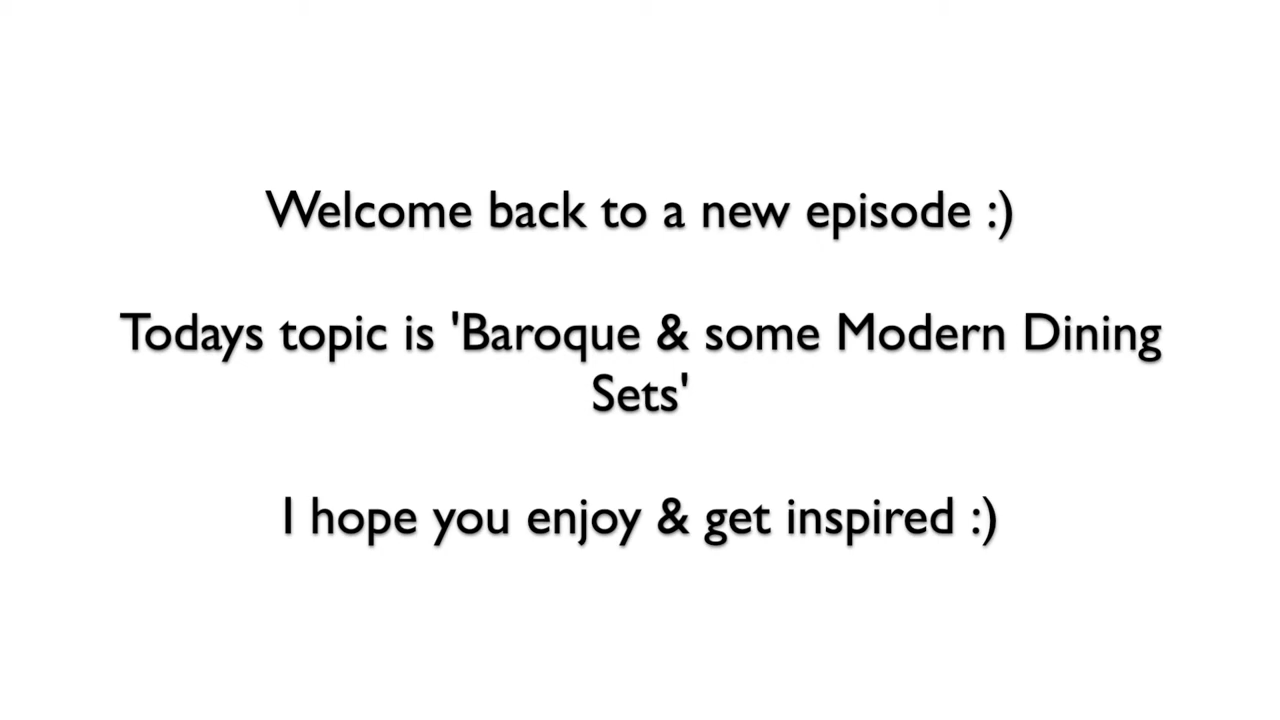 Welcome back to a new episode :)
Todays topic is 'Baroque & some Modern Dining
Sets'
I hope you enjoy & get inspired :)